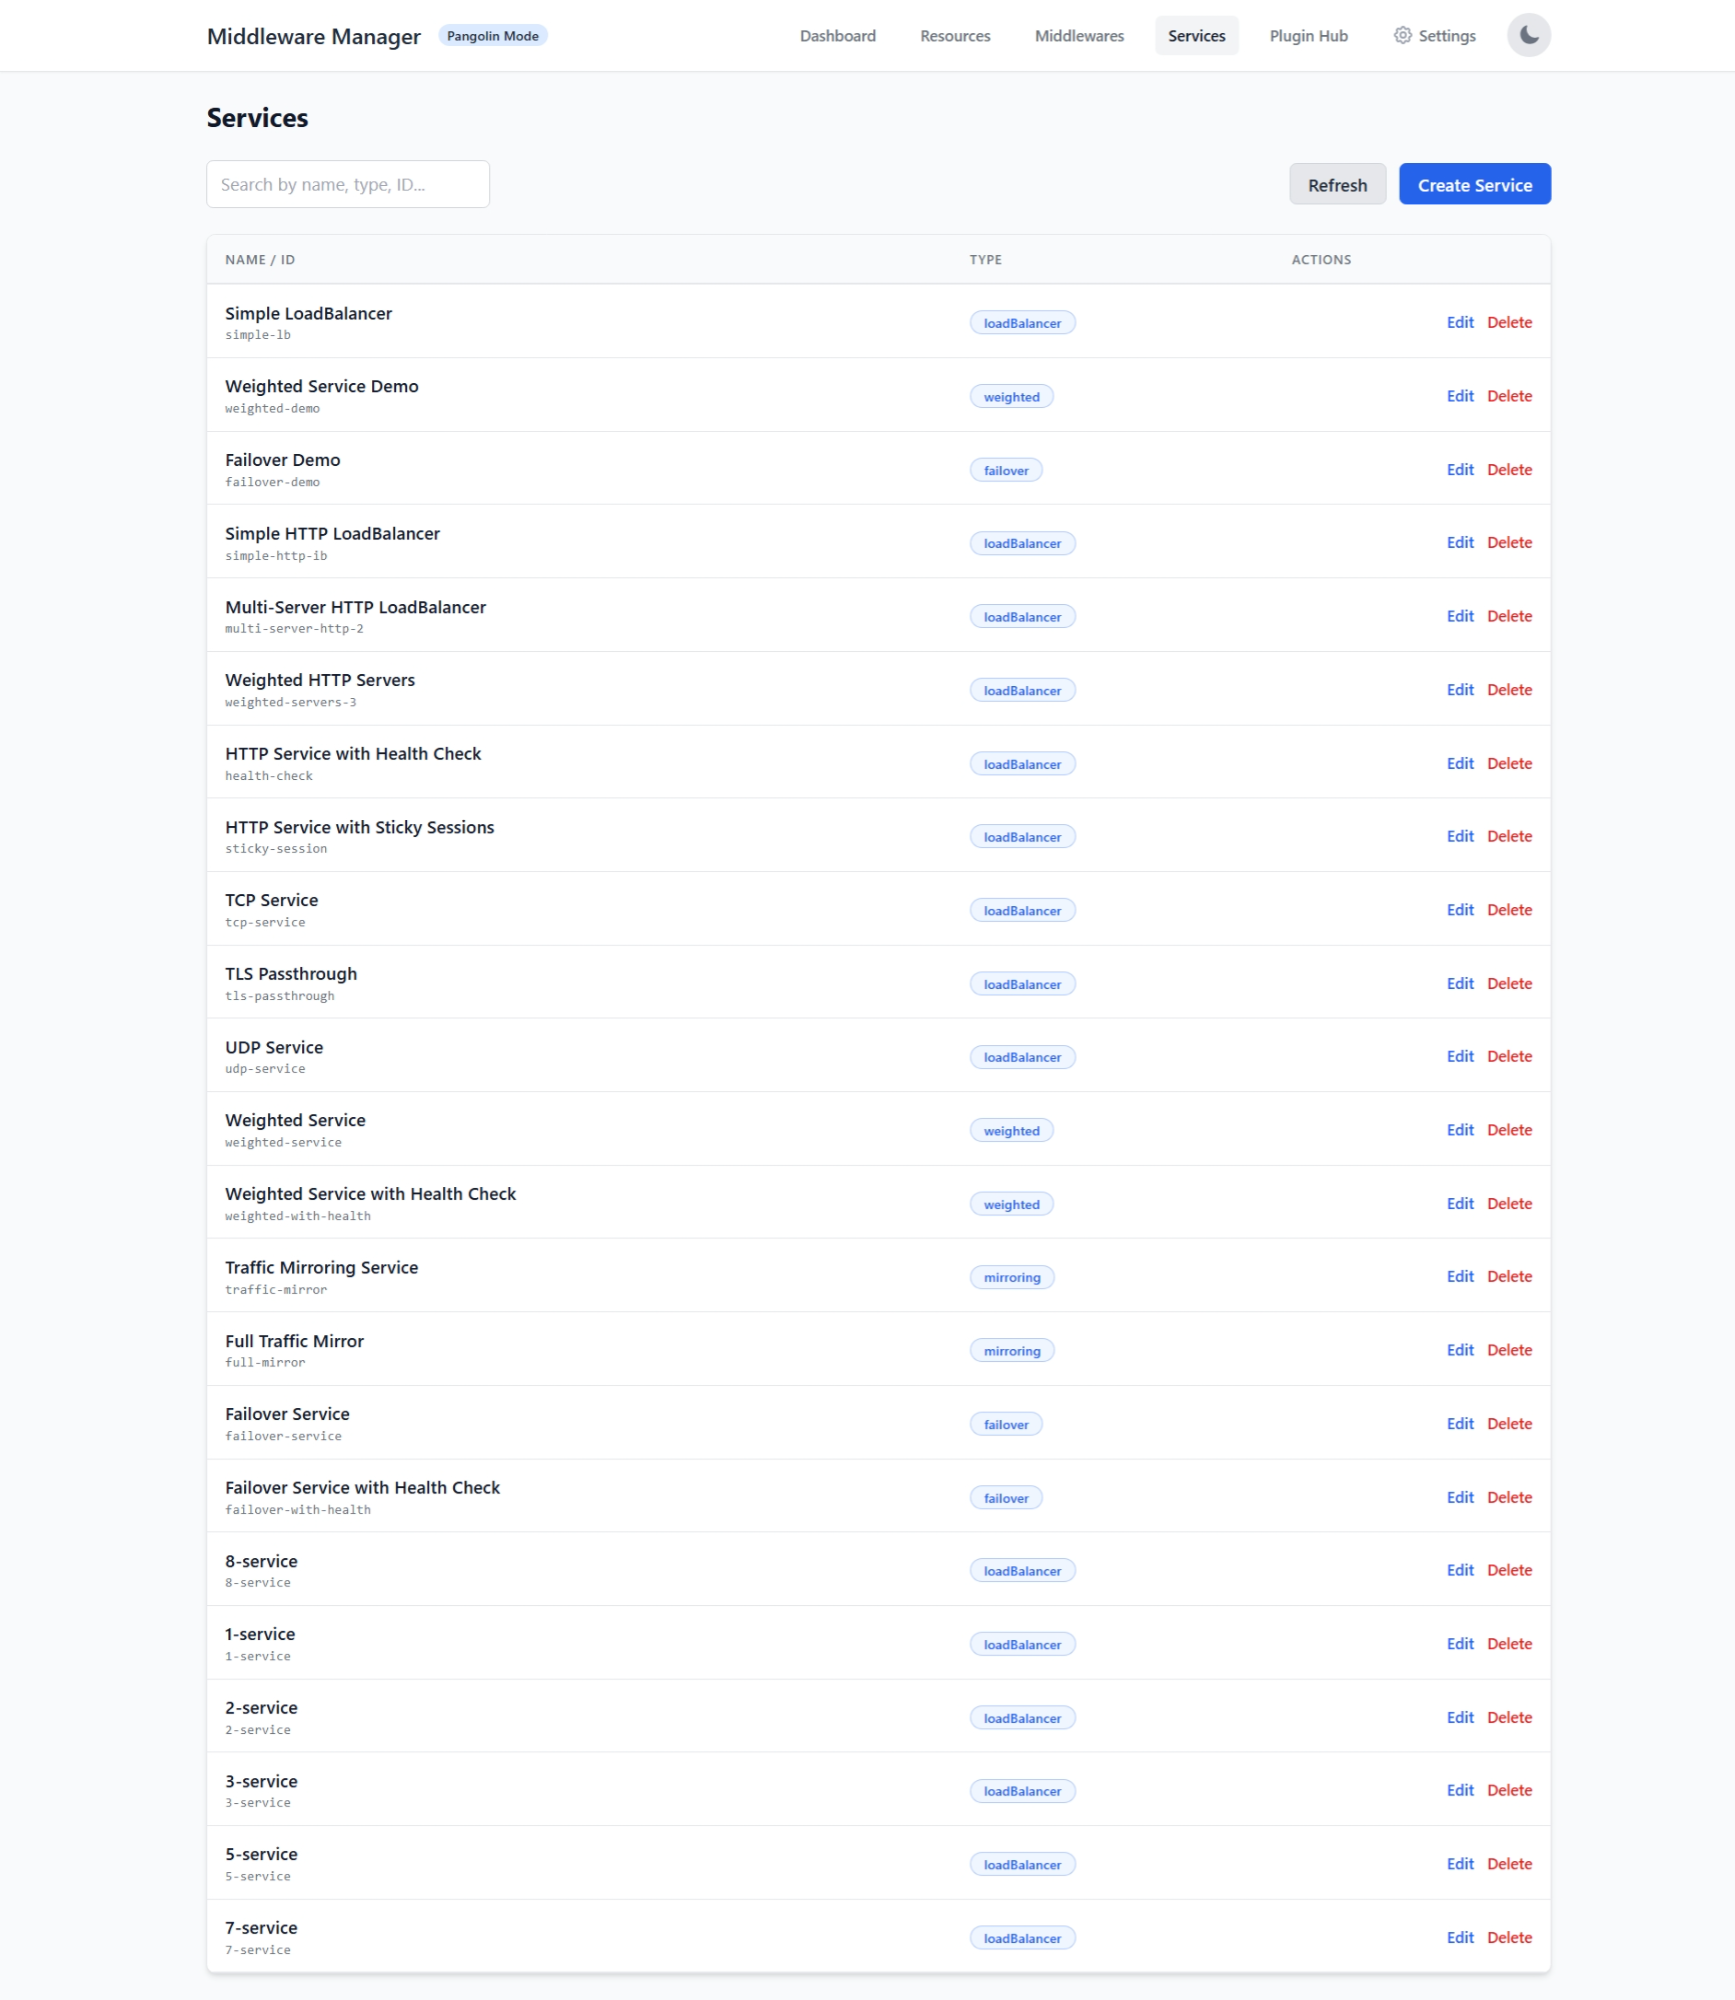 Middleware Manager Pangolin Mode Dashboard Resources Middlewares Services Plugin Hub Settings
Services
Search by name, type, ID... Refresh Create Service
NAME / ID TYPE ACTIONS
Simple LoadBalancer
simple-lb
loadBalancer Edit Delete
Weighted Service Demo
weighted-demo
weighted Edit Delete
Failover Demo
failover-demo
failover Edit Delete
Simple HTTP LoadBalancer
simple-http-ib
loadBalancer Edit Delete
Multi-Server HTTP LoadBalancer
multi-server-http-2
loadBalancer Edit Delete
Weighted HTTP Servers
weighted-servers-3
loadBalancer Edit Delete
HTTP Service with Health Check
health-check
loadBalancer Edit Delete
HTTP Service with Sticky Sessions
sticky-session
loadBalancer Edit Delete
TCP Service
tcp-service
loadBalancer Edit Delete
TLS Passthrough
tls-passthrough
loadBalancer Edit Delete
UDP Service
udp-service
loadBalancer Edit Delete
Weighted Service
weighted-service
weighted Edit Delete
Weighted Service with Health Check
weighted-with-health
weighted Edit Delete
Traffic Mirroring Service
traffic-mirror
mirroring Edit Delete
Full Traffic Mirror
full-mirror
mirroring Edit Delete
Failover Service
failover-service
failover Edit Delete
Failover Service with Health Check
failover-with-health
failover Edit Delete
8-service
8-service
loadBalancer Edit Delete
1-service
1-service
loadBalancer Edit Delete
2-service
2-service
loadBalancer Edit Delete
3-service
3-service
loadBalancer Edit Delete
5-service
5-service
loadBalancer Edit Delete
7-service
7-service
loadBalancer Edit Delete